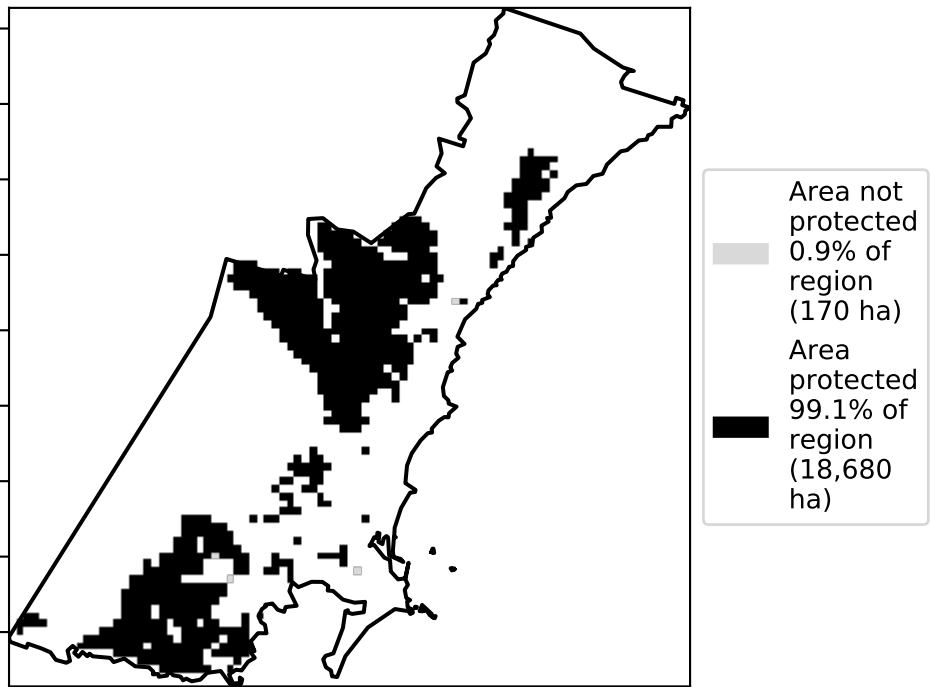 Area not
protected
0.9% of
region
(170 ha)
Area
protected
99.1% of
region
(18,680
ha)